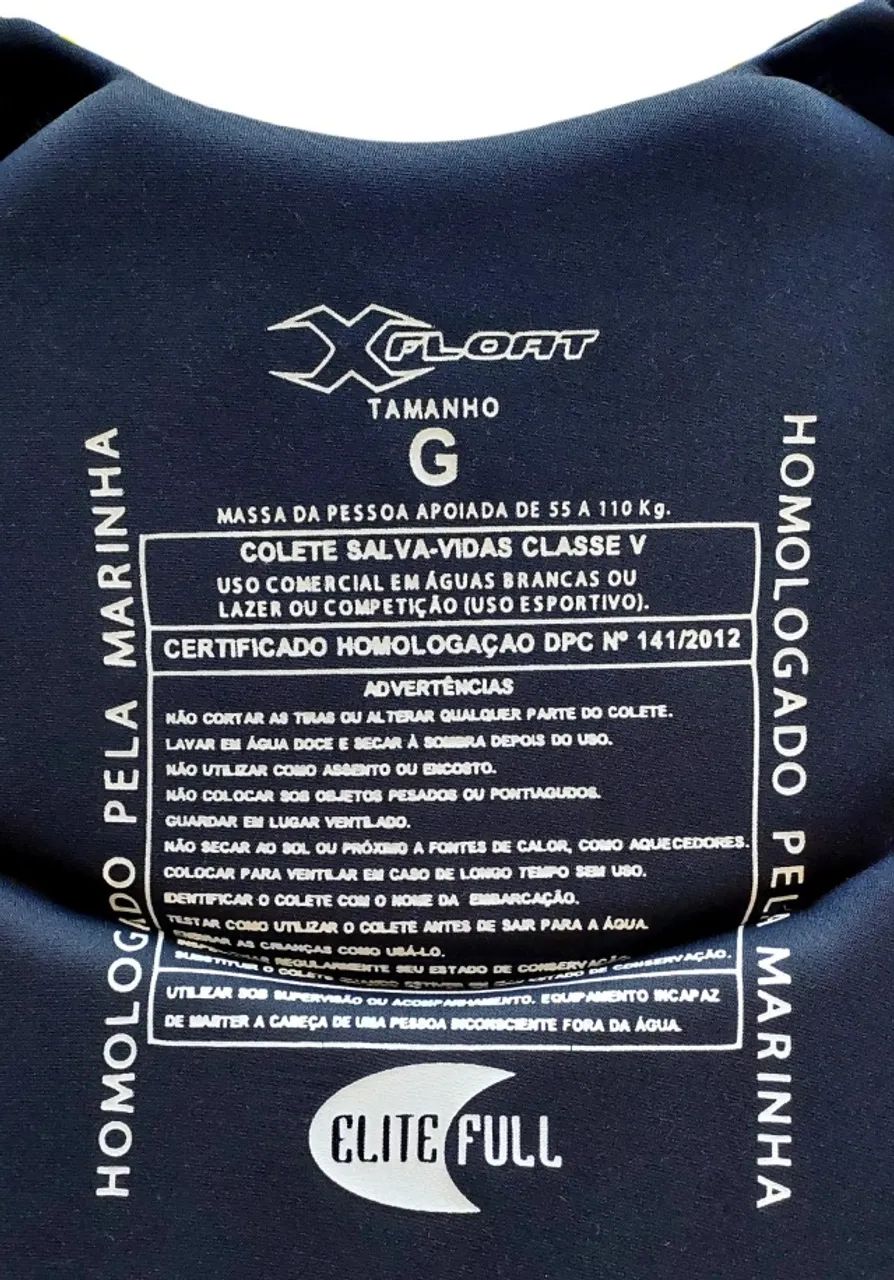 XFLOAT
TAMANHO
G
MASSA DA PESSOA APOIADA DE 55 A 110 Kg.
COLETE SALVA-VIDAS CLASSE V
USO COMERCIAL EM ÁGUAS BRANCAS OU
LAZER OU COMPETIÇÃO (USO ESPORTIVO).
CERTIFICADO HOMOLOGAÇAO DPC Nº 141/2012
ADVERTÊNCIAS
NÃO CORTAR AS TIRAS OU ALTERAR QUALQUER PARTE DO COLETE.
LAVAR EM ÁGUA DOCE E SECAR À SOMBRA DEPOIS DO USO.
NÃO UTILIZAR COMO ASSENTO OU ENCOSTO.
NÃO COLOCAR SOB OBJETOS PESADOS OU PONTIAGUDOS.
GUARDAR EM LUGAR VENTILADO.
NÃO SECAR AO SOL OU PRÓXIMO A FONTES DE CALOR, COMO AQUECEDORES.
COLOCAR PARA VENTILAR EM CASO DE LONGO TEMPO SEM USO.
IDENTIFICAR O COLETE COM O NOME DA EMBARCAÇÃO.
TESTAR COMO UTILIZAR O COLETE ANTES DE SAIR PARA A ÁGUA.
ENSINAR AS CRIANÇAS COMO USÁ-LO.
REGULARMENTE SEU ESTADO DE CONSERVAÇÃO
SUBSTITUIR O COLETE ESTADO DE CONSERVAÇÃO.
UTILIZAR SOB SUPERVISÃO OU ACOMPANHAMENTO. EQUIPAMENTO INCAPAZ
DE MANTER A CABEÇA DE UMA PESSOA INCONSCIENTE FORA DA ÁGUA.
HOMOLOGADO PELA MARINHA
HOMOLOGADO PELA MARINHA
ELITE FULL